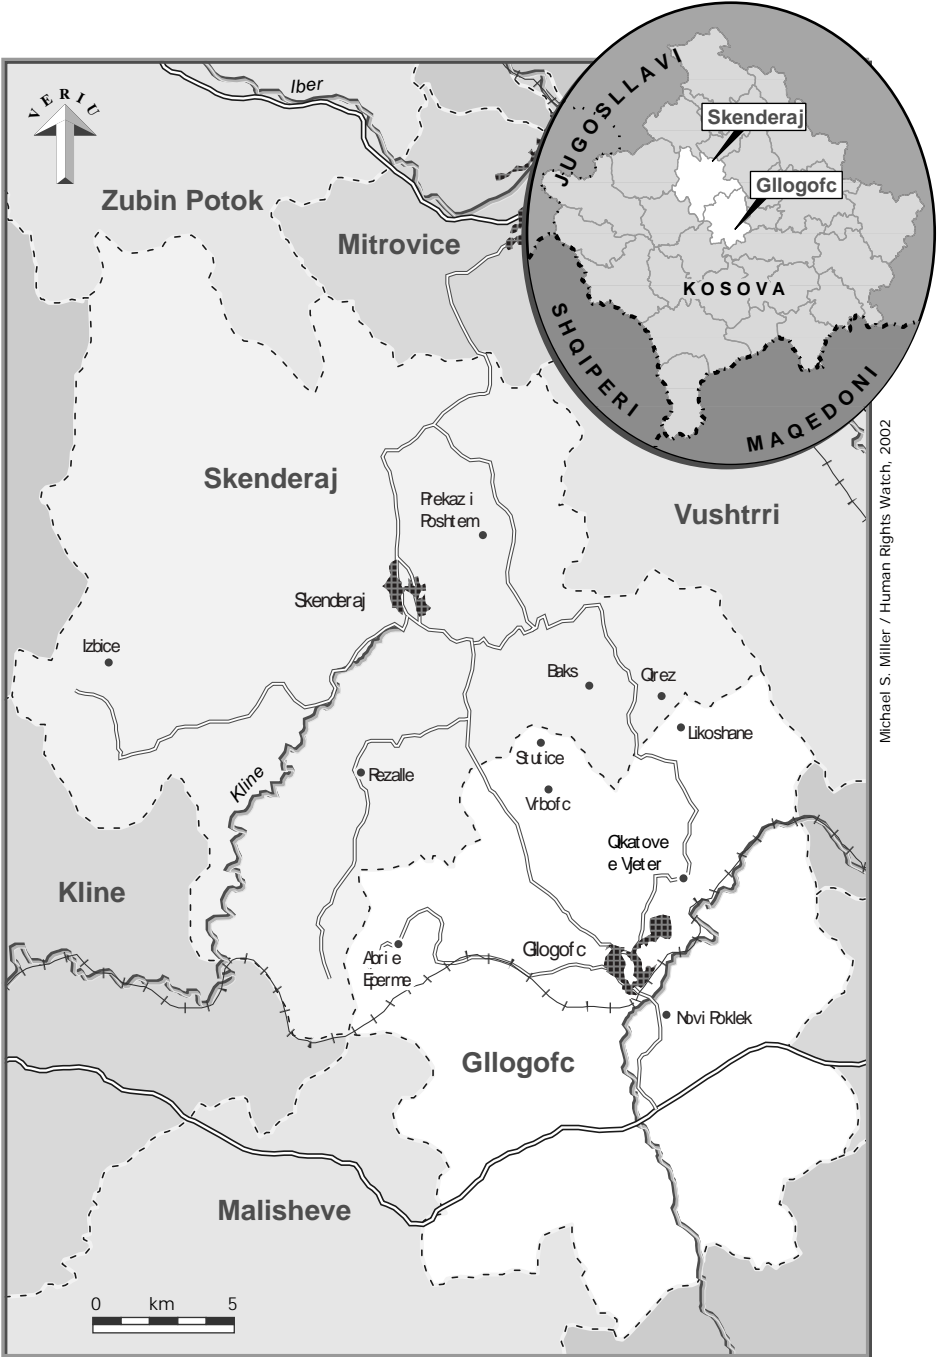 VERIU
Iber
JUGOSLLAVI
Skenderaj
Gllogofc
KOSOVA
SHQIPERI
MAQEDONI
Zubin Potok
Mitrovice
Skenderaj
Prekaz i
Poshtem
Vushtrri
Skenderaj
Izbice
Baks
Qirez
Likoshane
Stutice
Vrbofc
Rezalle
Kline
Qikatove
e Vjeter
Kline
Gllogofc
Abri e
Eperme
Novi Poklek
Gllogofc
Malisheve
0 km 5
Michael S. Miller / Human Rights Watch, 2002